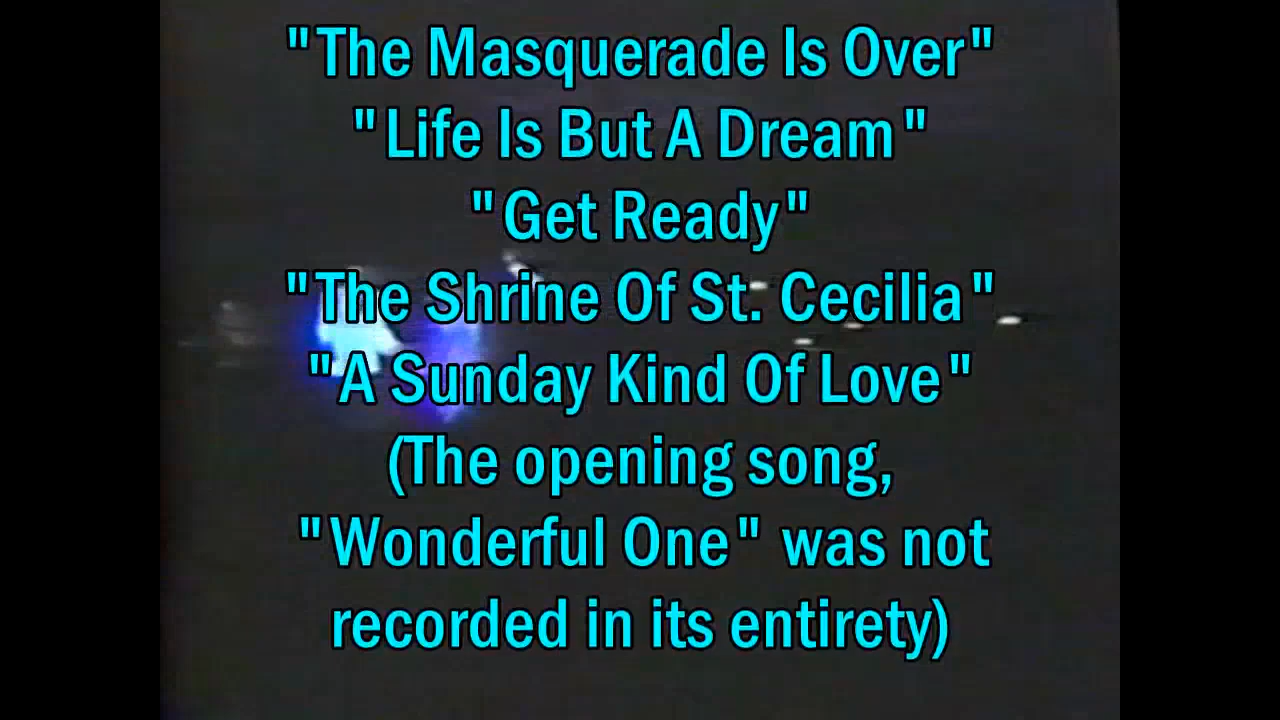 "The Masquerade Is Over"
"Life Is But A Dream"
"Get Ready"
"The Shrine Of St. Cecilia"
"A Sunday Kind Of Love"
(The opening song,
"Wonderful One" was not
recorded in its entirety)